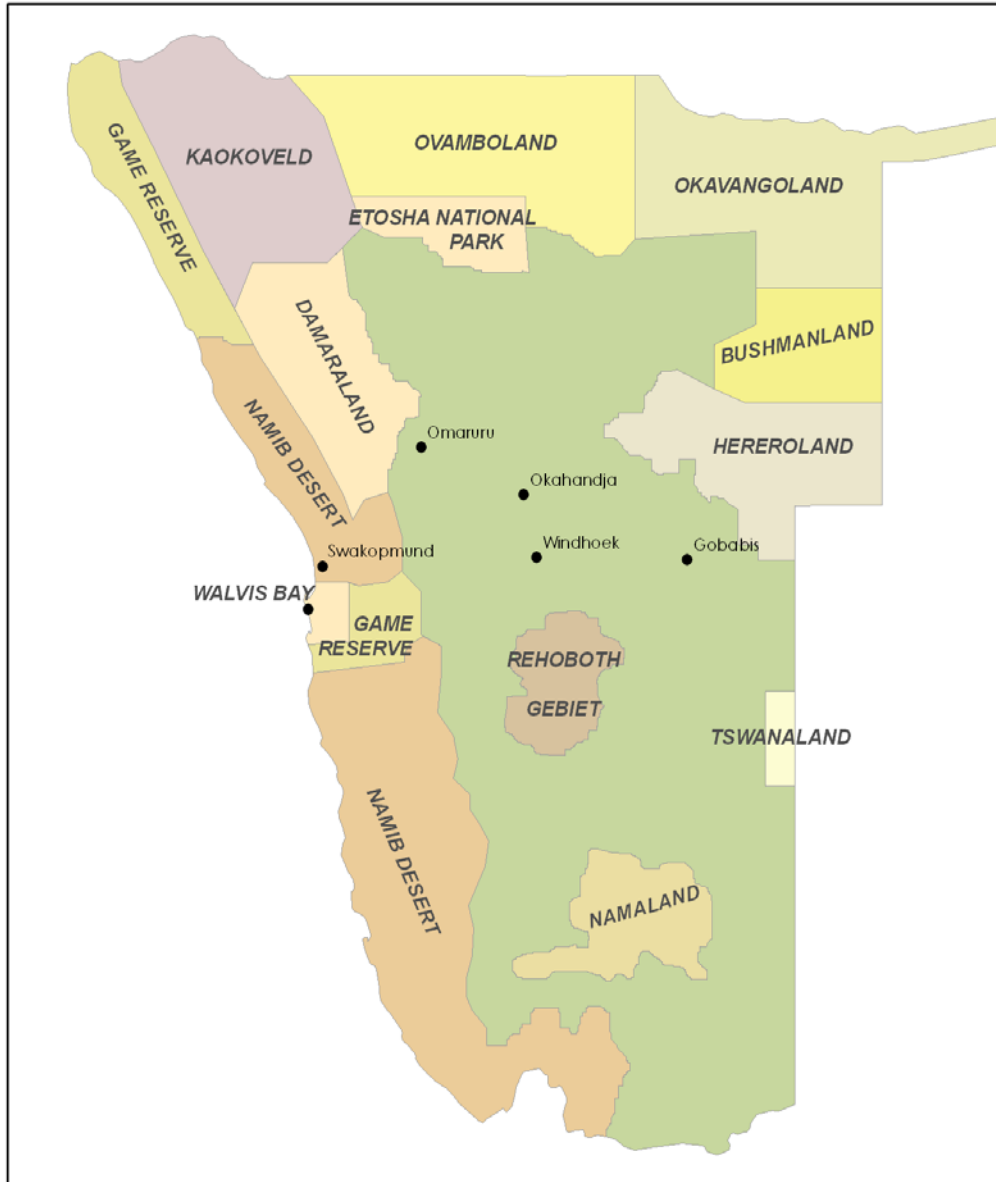 OVAMBOLAND
KAOKOVELD
GAME RESERVE
OKAVANGOLAND
ETOSHA NATIONAL
PARK
DAMARALAND
BUSHMANLAND
NAMIB DESERT
HEREROLAND
Omaruru
Okahandja
Swakopmund
Windhoek
Gobabis
WALVIS BAY
GAME
RESERVE
REHOBOTH
GEBIET
TSWANALAND
NAMIB DESERT
NAMALAND